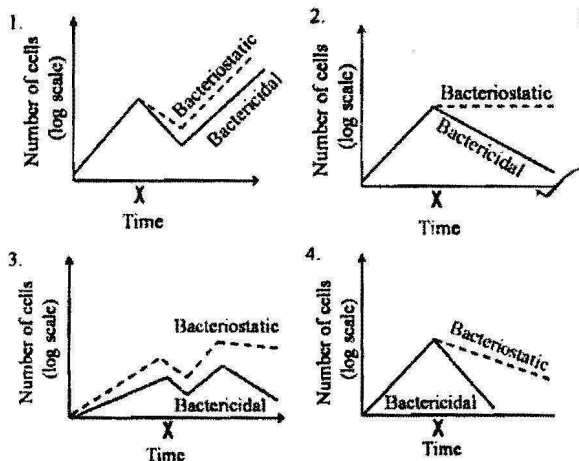 1.
Number of cells
(log scale)
Bacteriostatic
Bactericidal
X
Time
2.
Number of cells
(log scale)
Bacteriostatic
Bactericidal
X
Time
3.
Number of cells
(log scale)
Bacteriostatic
Bactericidal
X
Time
4.
Number of cells
(log scale)
Bacteriostatic
Bactericidal
X
Time